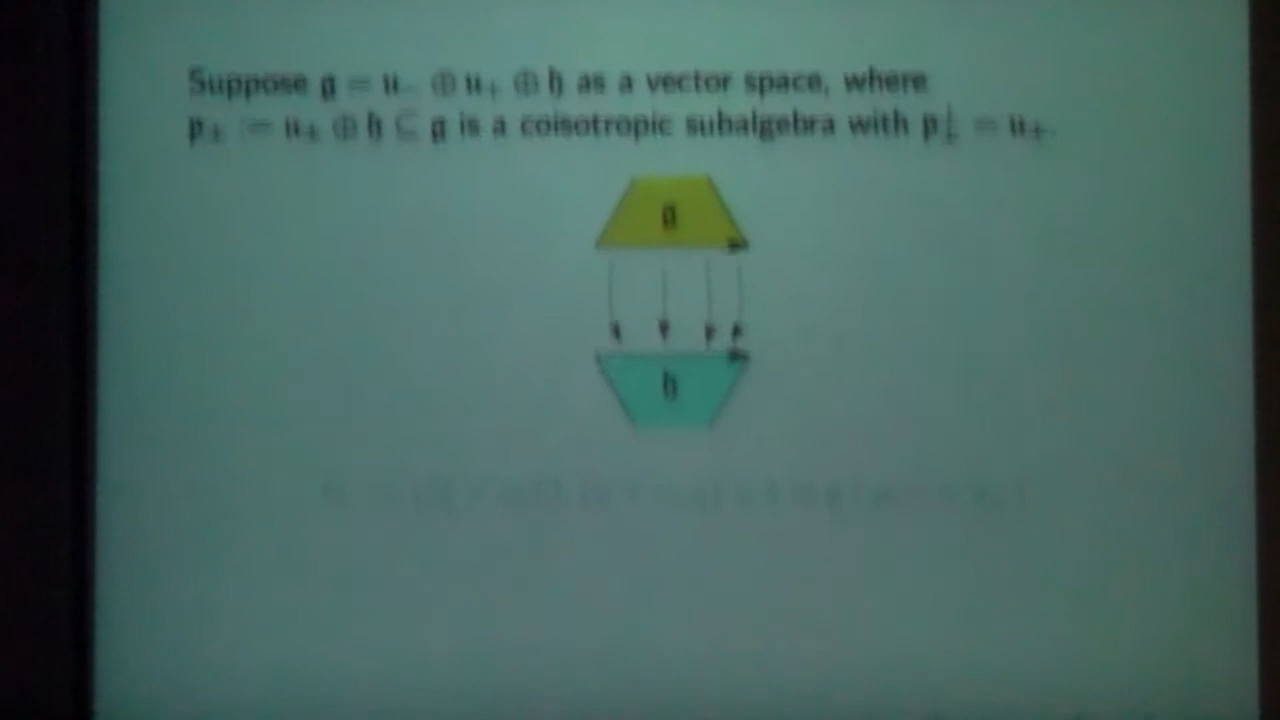 Suppose 𝔤 = 𝔲₋ ⊕ 𝔲₊ ⊕ 𝔥 as a vector space, where
𝔭± := 𝔲± ⊕ 𝔥 ⊆ 𝔤 is a coisotropic subalgebra with 𝔭±^⊥ = 𝔲±.
𝔤
𝔥